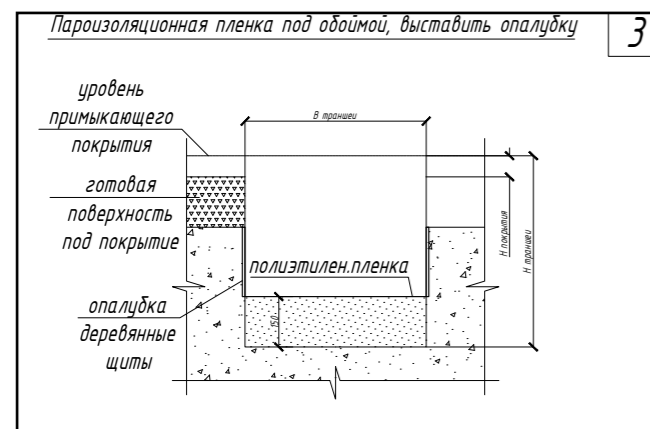 Пароизоляционная пленка под обоймой, выставить опалубку
3
уровень
примыкающего
покрытия
B траншеи
готовая
поверхность
под покрытие
H покрытия
H траншеи
полиэтилен.пленка
опалубка
деревянные
щиты
150